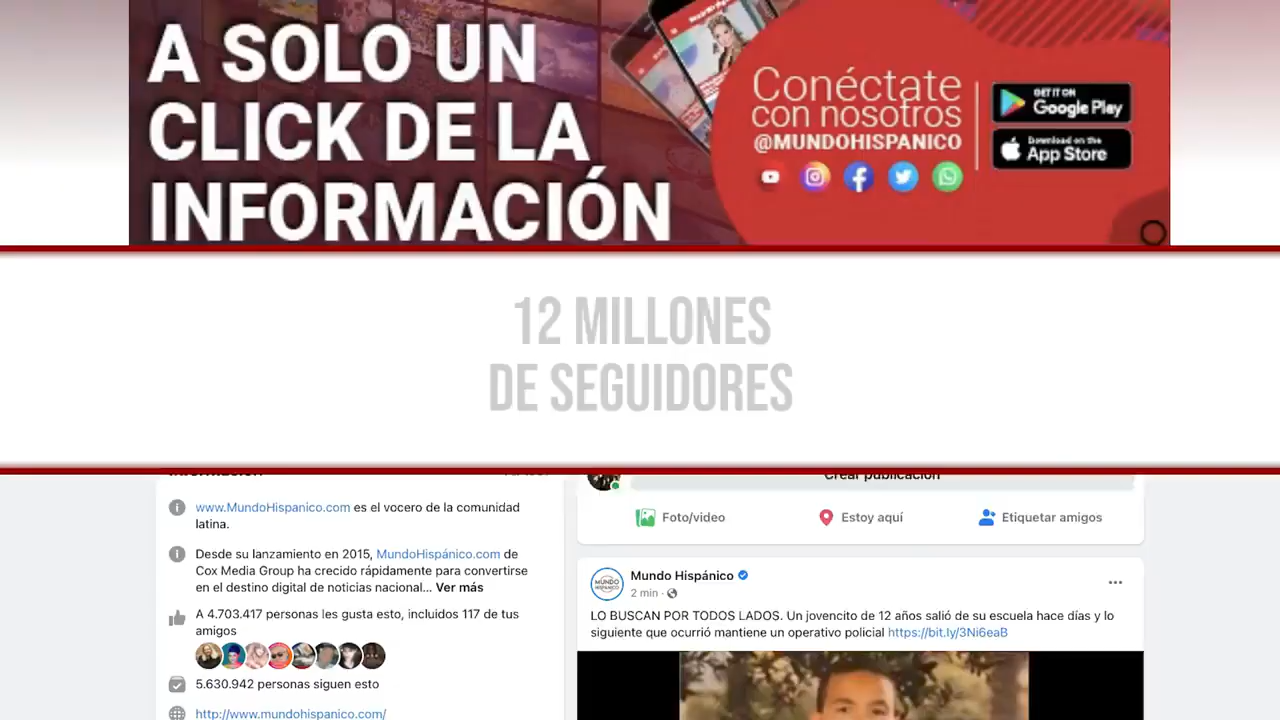 A SOLO UN
CLICK DE LA
INFORMACIÓN
Conéctate
con nosotros
@MUNDOHISPANICO
GET IT ON
Google Play
Download on the
App Store
12 MILLONES
DE SEGUIDORES
Crear publicación
www.MundoHispanico.com es el vocero de la comunidad
latina.
Desde su lanzamiento en 2015, MundoHispánico.com de
Cox Media Group ha crecido rápidamente para convertirse
en el destino digital de noticias nacional... Ver más
A 4.703.417 personas les gusta esto, incluidos 117 de tus
amigos
5.630.942 personas siguen esto
http://www.mundohispanico.com/
Foto/video
Estoy aquí
Etiquetar amigos
MUNDO
HISPÁNICO
Mundo Hispánico
2 min ·
LO BUSCAN POR TODOS LADOS. Un jovencito de 12 años salió de su escuela hace días y lo
siguiente que ocurrió mantiene un operativo policial https://bit.ly/3Ni6eaB